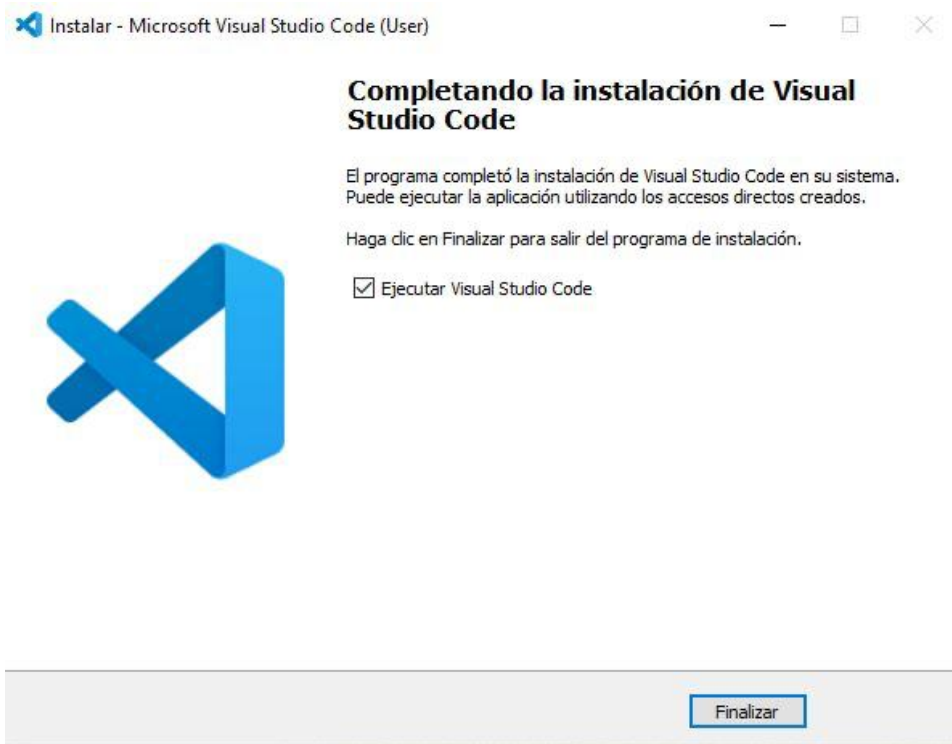 Instalar - Microsoft Visual Studio Code (User)
Completando la instalación de Visual
Studio Code
El programa completó la instalación de Visual Studio Code en su sistema.
Puede ejecutar la aplicación utilizando los accesos directos creados.
Haga clic en Finalizar para salir del programa de instalación.
Ejecutar Visual Studio Code
Finalizar